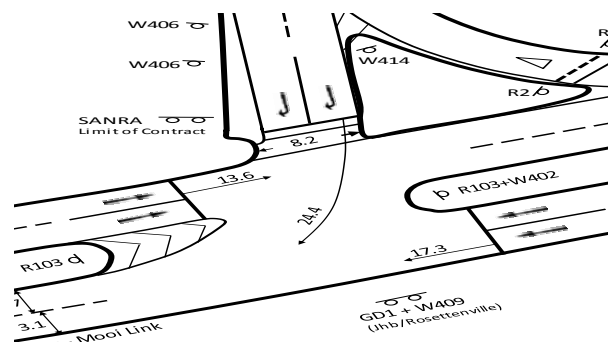 W406
W414
W406
R2
SANRA
Limit of Contract
8.2
13.6
R103+W402
24.4
17.3
R103
3.1
Mooi Link
GD1 + W409
(Jhb/Rosettenville)